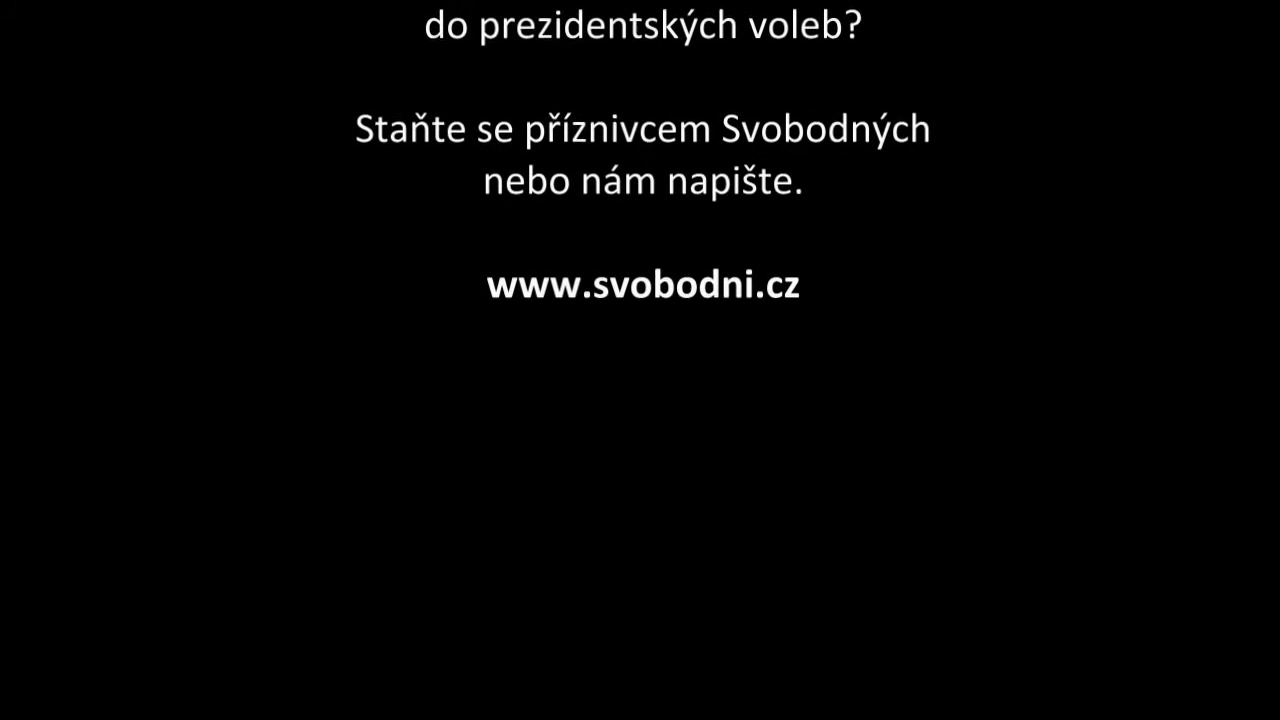 do prezidentských voleb?
Staňte se příznivcem Svobodných
nebo nám napište.
www.svobodni.cz